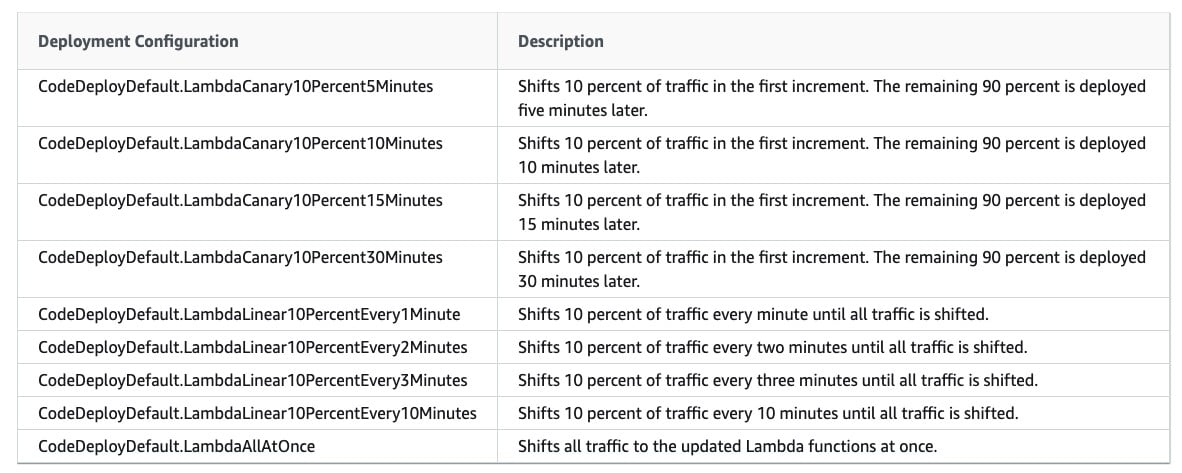 Deployment Configuration
Description
CodeDeployDefault.LambdaCanary10Percent5Minutes
Shifts 10 percent of traffic in the first increment. The remaining 90 percent is deployed
five minutes later.
CodeDeployDefault.LambdaCanary10Percent10Minutes
Shifts 10 percent of traffic in the first increment. The remaining 90 percent is deployed
10 minutes later.
CodeDeployDefault.LambdaCanary10Percent15Minutes
Shifts 10 percent of traffic in the first increment. The remaining 90 percent is deployed
15 minutes later.
CodeDeployDefault.LambdaCanary10Percent30Minutes
Shifts 10 percent of traffic in the first increment. The remaining 90 percent is deployed
30 minutes later.
CodeDeployDefault.LambdaLinear10PercentEvery1Minute
Shifts 10 percent of traffic every minute until all traffic is shifted.
CodeDeployDefault.LambdaLinear10PercentEvery2Minutes
Shifts 10 percent of traffic every two minutes until all traffic is shifted.
CodeDeployDefault.LambdaLinear10PercentEvery3Minutes
Shifts 10 percent of traffic every three minutes until all traffic is shifted.
CodeDeployDefault.LambdaLinear10PercentEvery10Minutes
Shifts 10 percent of traffic every 10 minutes until all traffic is shifted.
CodeDeployDefault.LambdaAllAtOnce
Shifts all traffic to the updated Lambda functions at once.